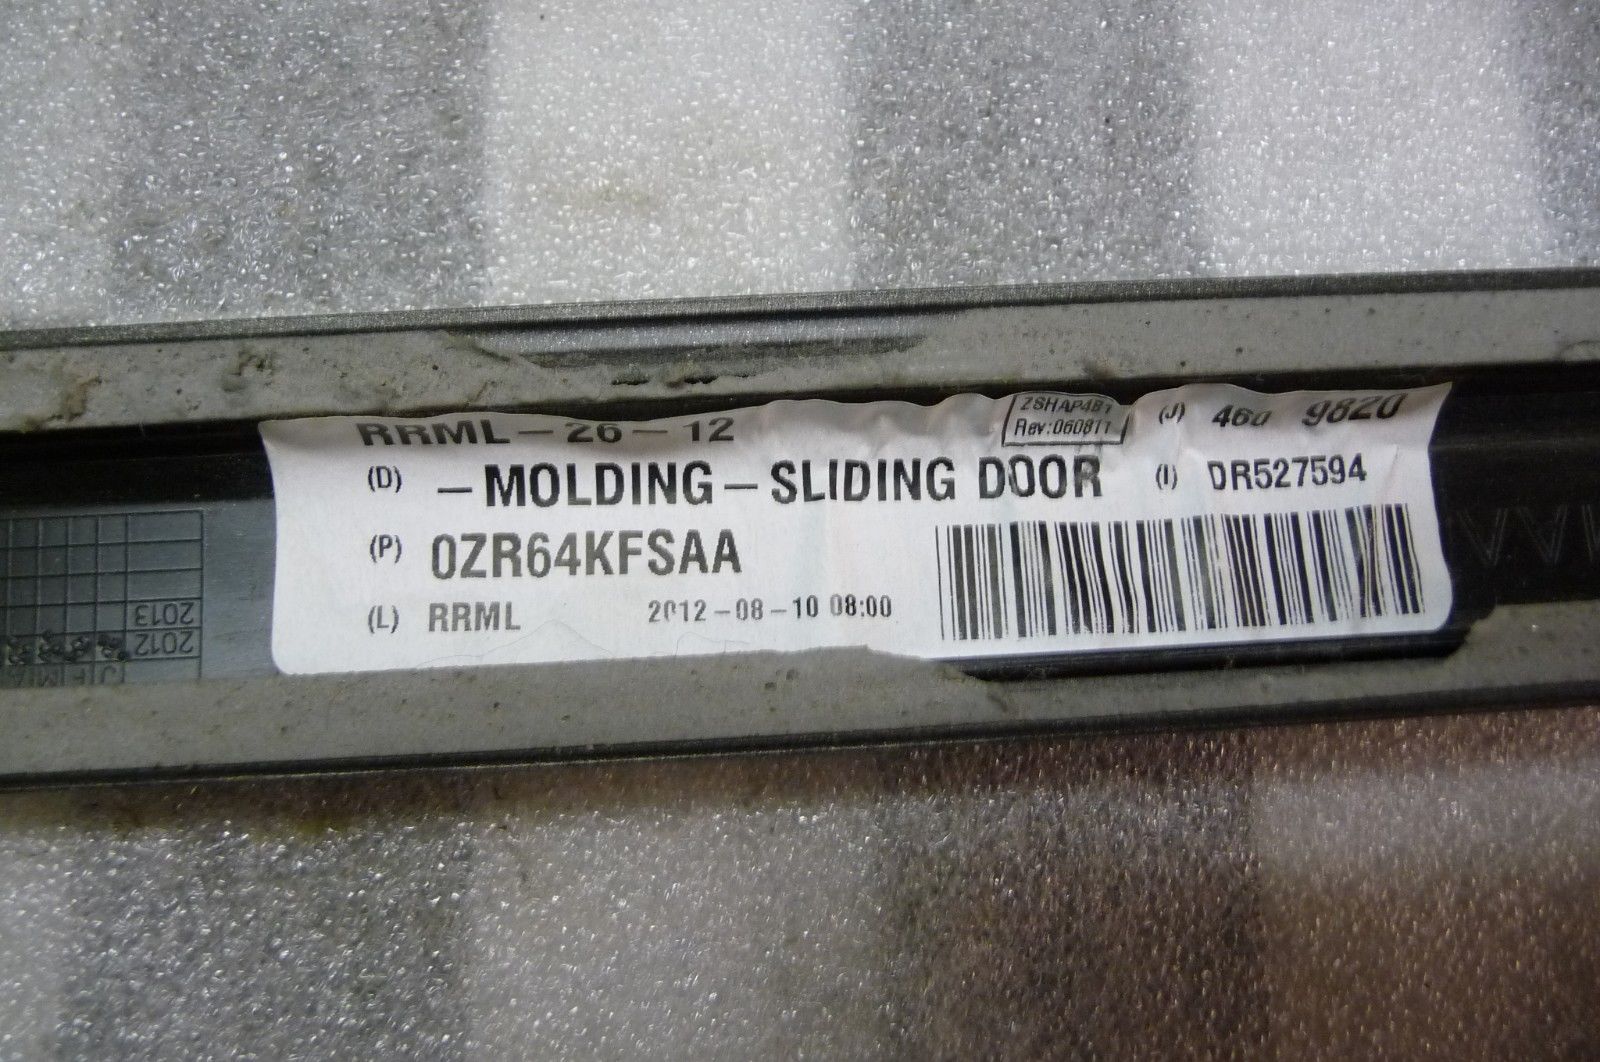 RRML-26-12
ZSHAP4B1
Rev:060811
(J) 9820
(D) -MOLDING-SLIDING DOOR (I) DR527594
(P) 0ZR64KFSAA
(L) RRML 2012-08-10 08:00
2013
2012